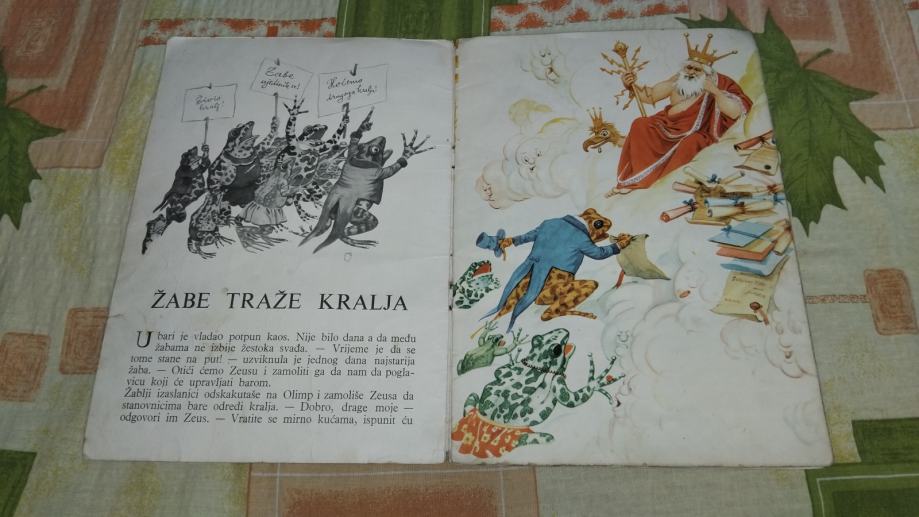 Živio
kralj!
Žabe
ujedinite se!
Hoćemo
drugoga kralja!
ŽABE TRAŽE KRALJA
U bari je vladao potpun kaos. Nije bilo dana a da među
žabama ne izbije žestoka svađa. — Vrijeme je da se
tome stane na put! — uzviknula je jednog dana najstarija
žaba. — Otići ćemo Zeusu i zamoliti ga da nam da pogla-
vicu koji će upravljati barom.
Žablji izaslanici odskakutaše na Olimp i zamoliše Zeusa da
stanovnicima bare odredi kralja. — Dobro, drage moje —
odgovori im Zeus. — Vratite se mirno kućama, ispunit ću